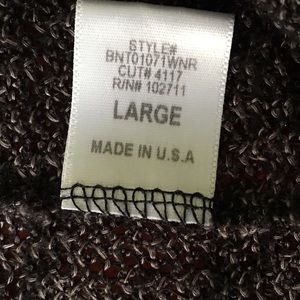 STYLE#
BNT01071WNR
CUT# 4117
R/N# 102711
LARGE
MADE IN U.S.A